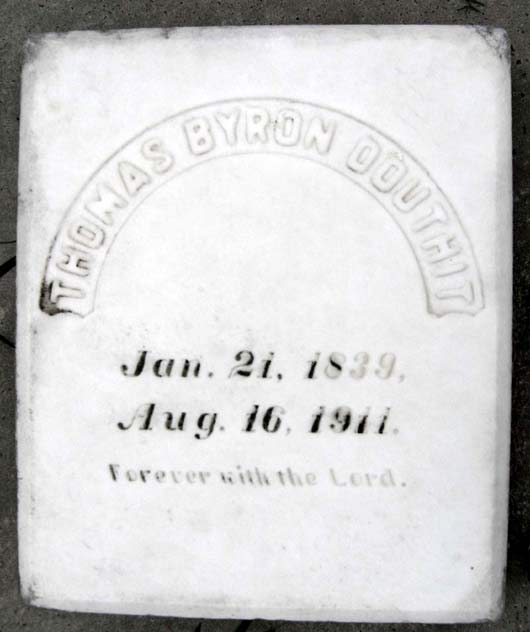 THOMAS BYRON DOUTHIT
Jan. 21, 1839,
Aug. 16, 1911.
Forever with the Lord.